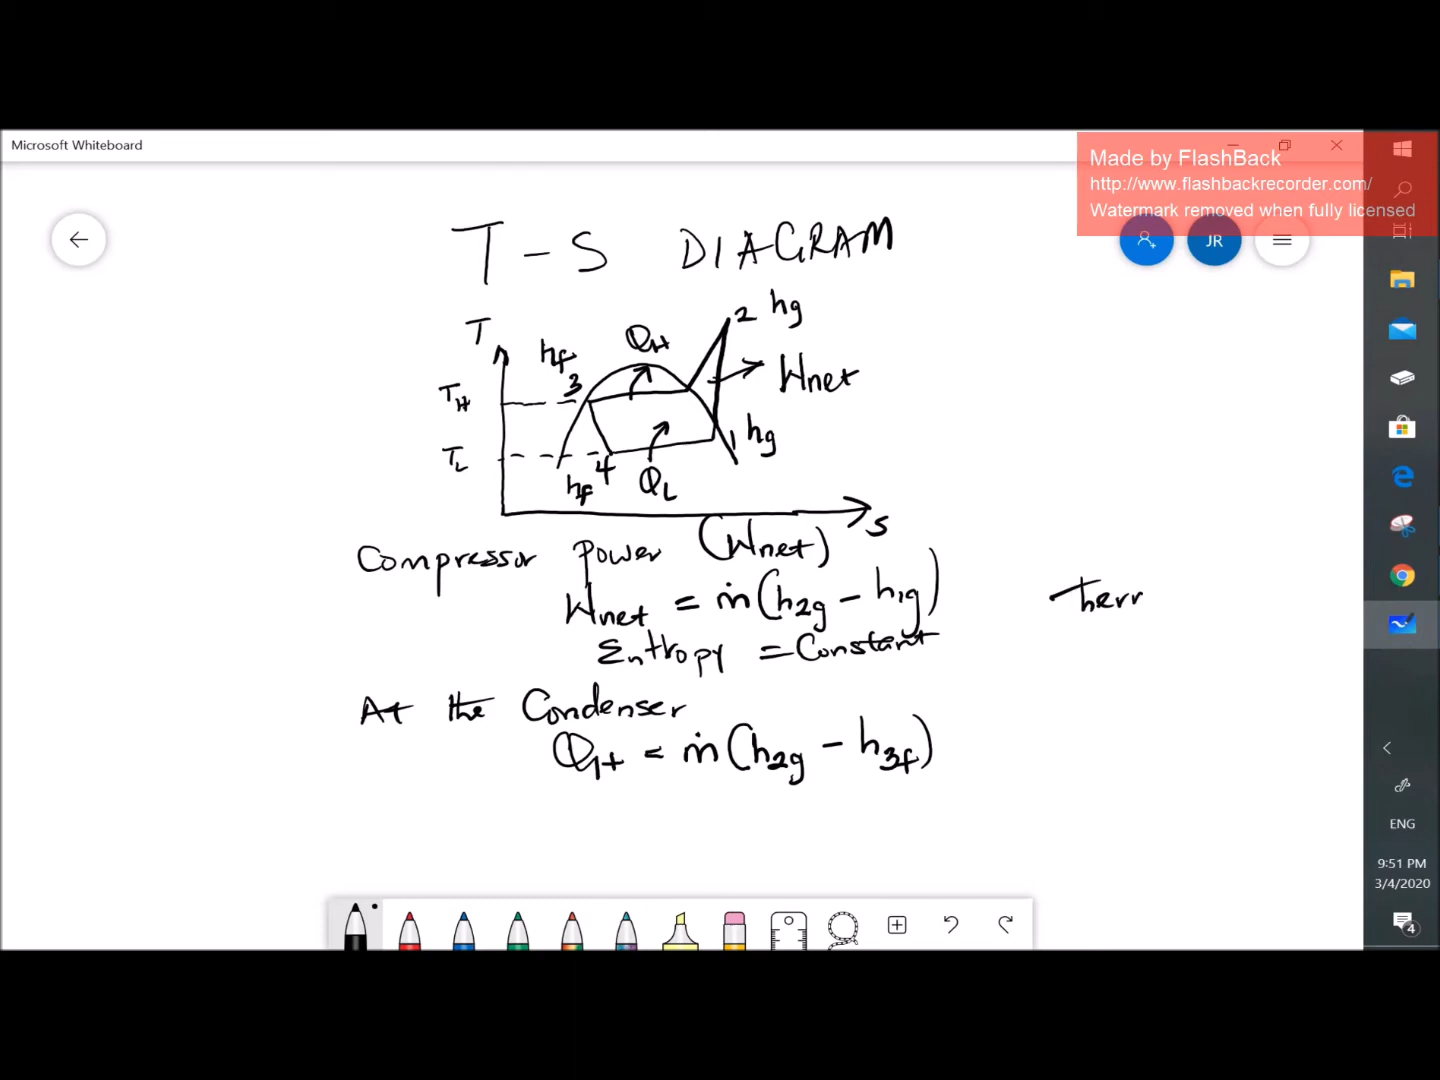 Microsoft Whiteboard
Made by FlashBack
http://www.flashbackrecorder.com/
Watermark removed when fully licensed
JR
T - S DIAGRAM
2 hg
T
QH
hf
3
Wnet
TH
1 hg
TL
4
hf
QL
S
Compressor power (Wnet)
Wnet = ṁ(h2g - h1g)
therr
Entropy = Constant
At the Condenser
QH = ṁ(h2g - h3f)
ENG
9:51 PM
3/4/2020
4